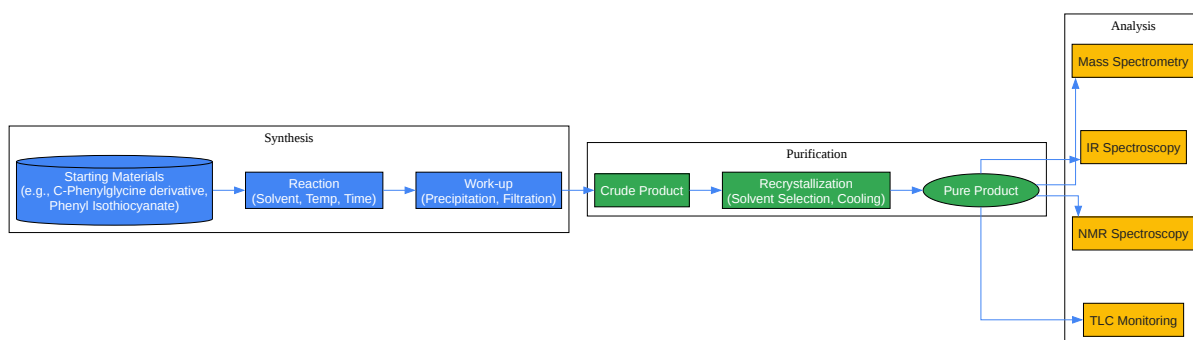 Synthesis
Starting Materials
(e.g., C-Phenylglycine derivative,
Phenyl Isothiocyanate)
Reaction
(Solvent, Temp, Time)
Work-up
(Precipitation, Filtration)
Purification
Crude Product
Recrystallization
(Solvent Selection, Cooling)
Pure Product
Analysis
Mass Spectrometry
IR Spectroscopy
NMR Spectroscopy
TLC Monitoring